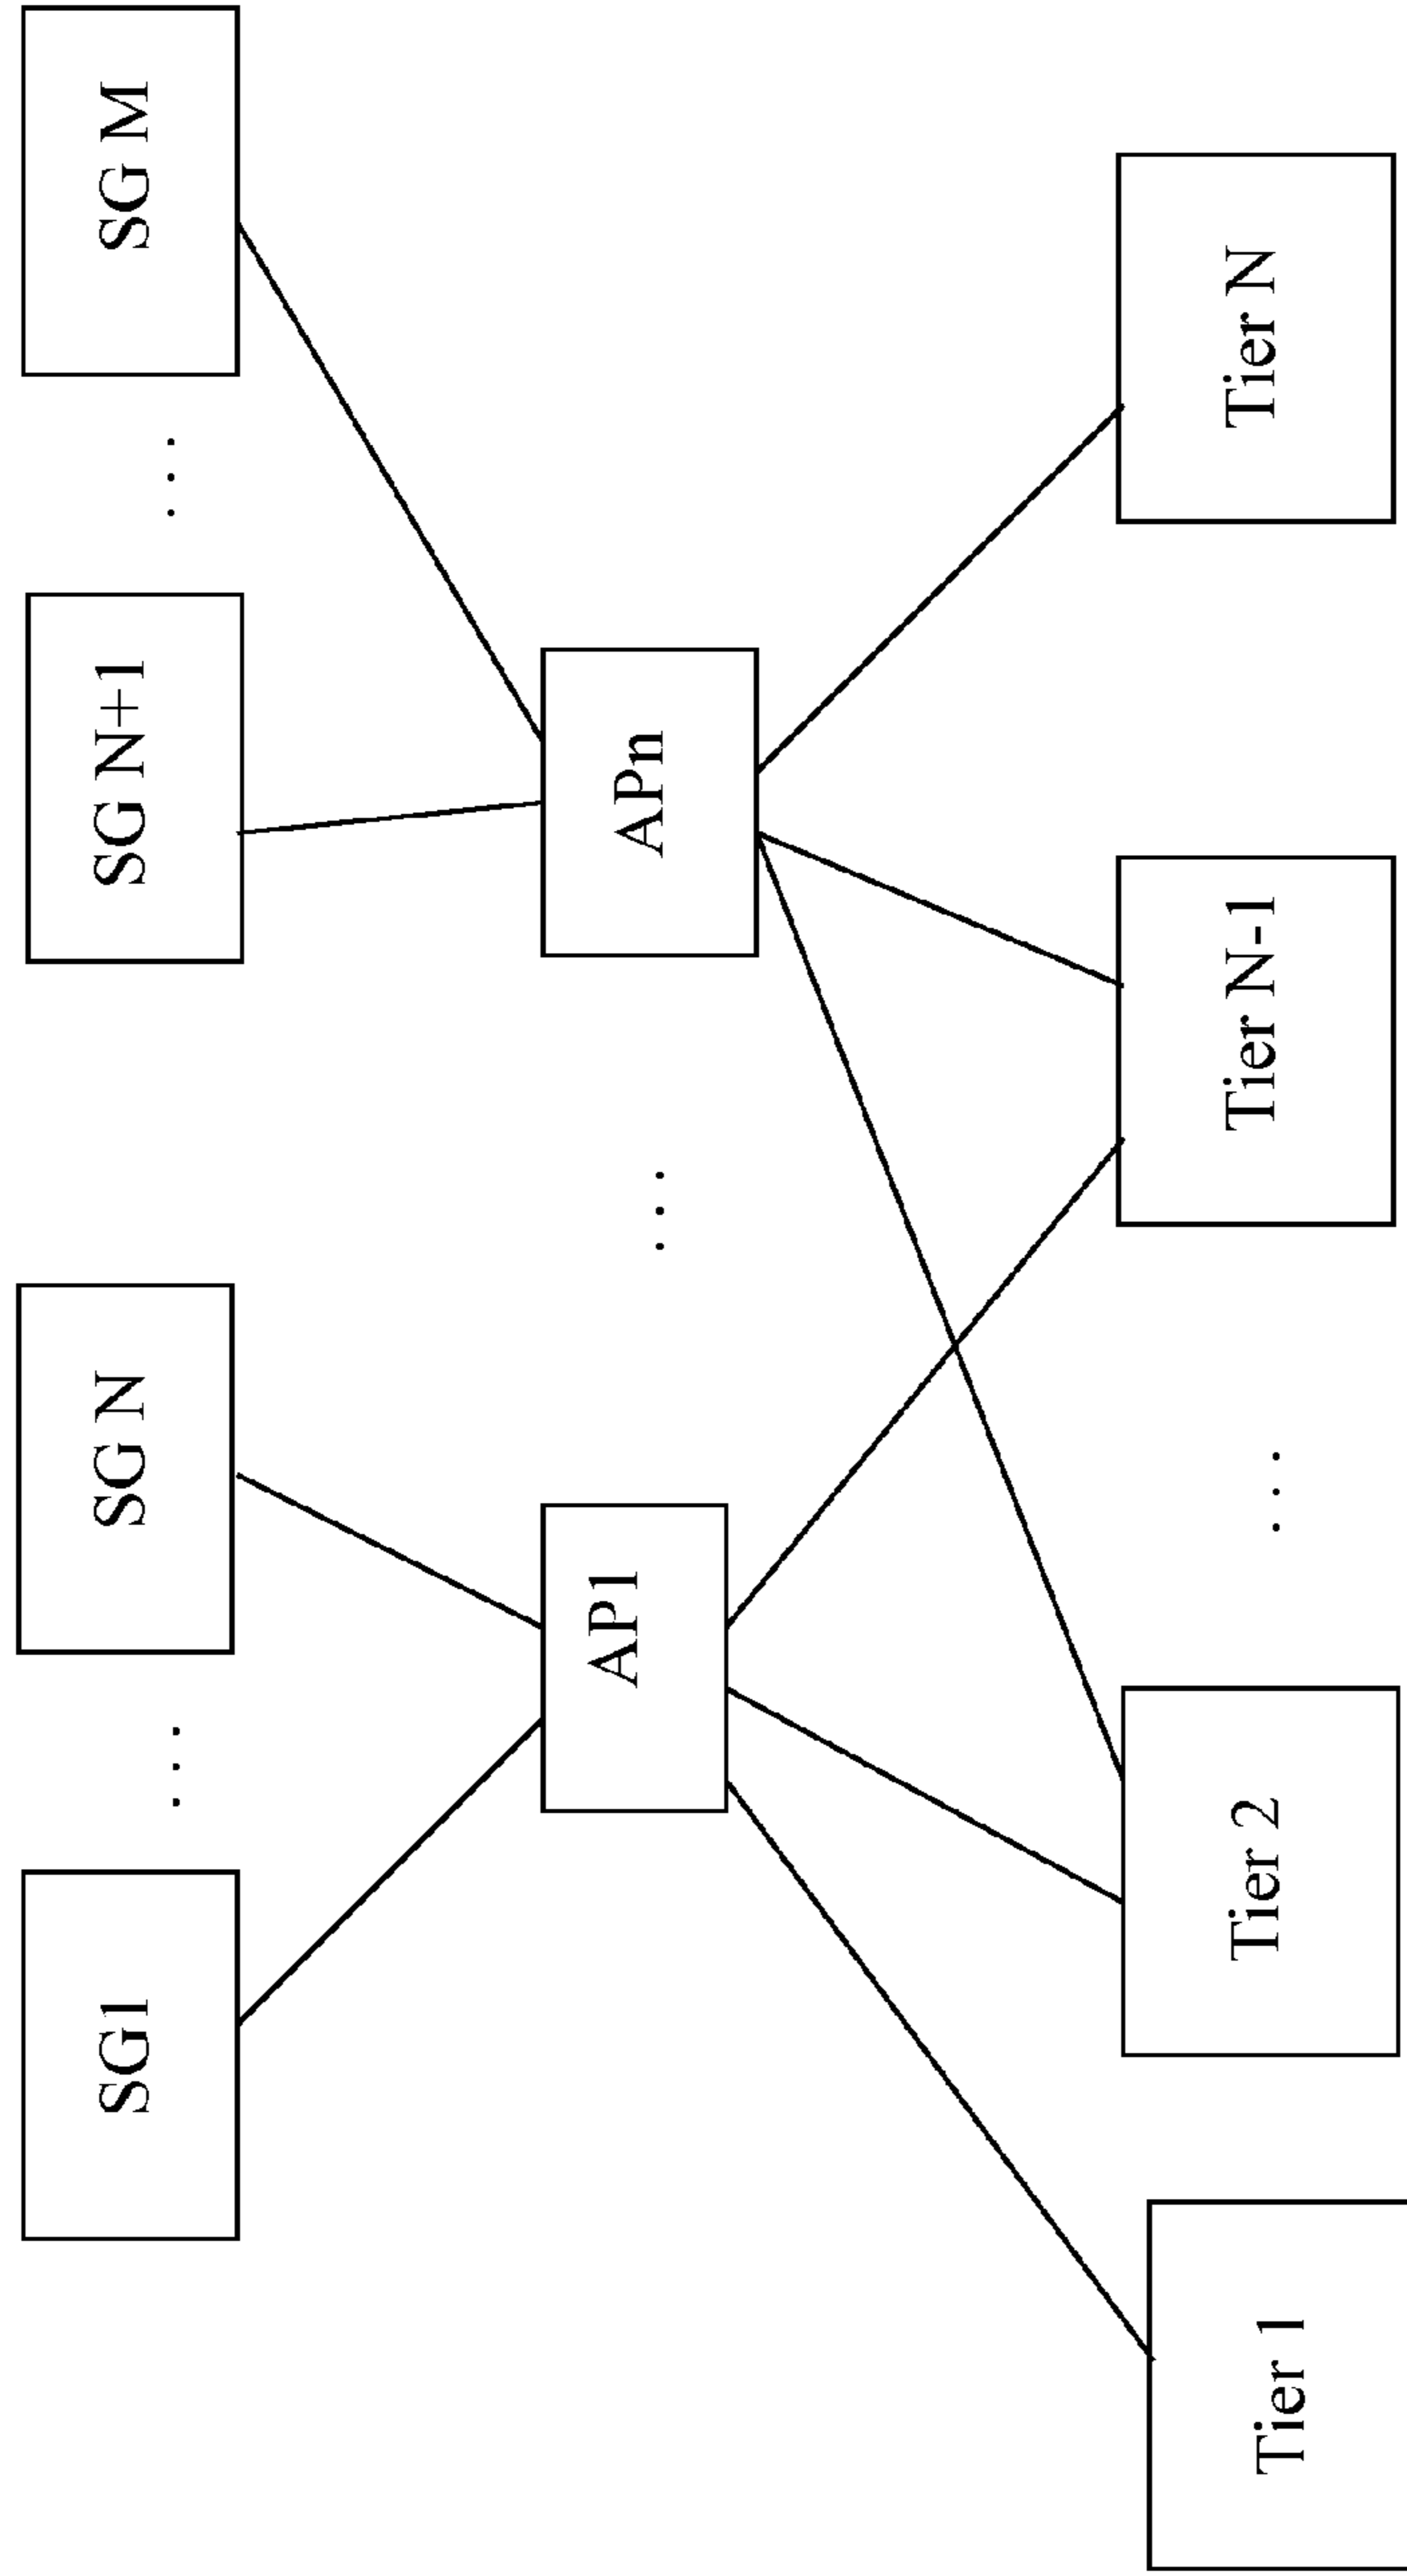 SG1
...
SG N
SG N+1
...
SG M
AP1
...
APn
Tier 1
Tier 2
...
Tier N-1
Tier N